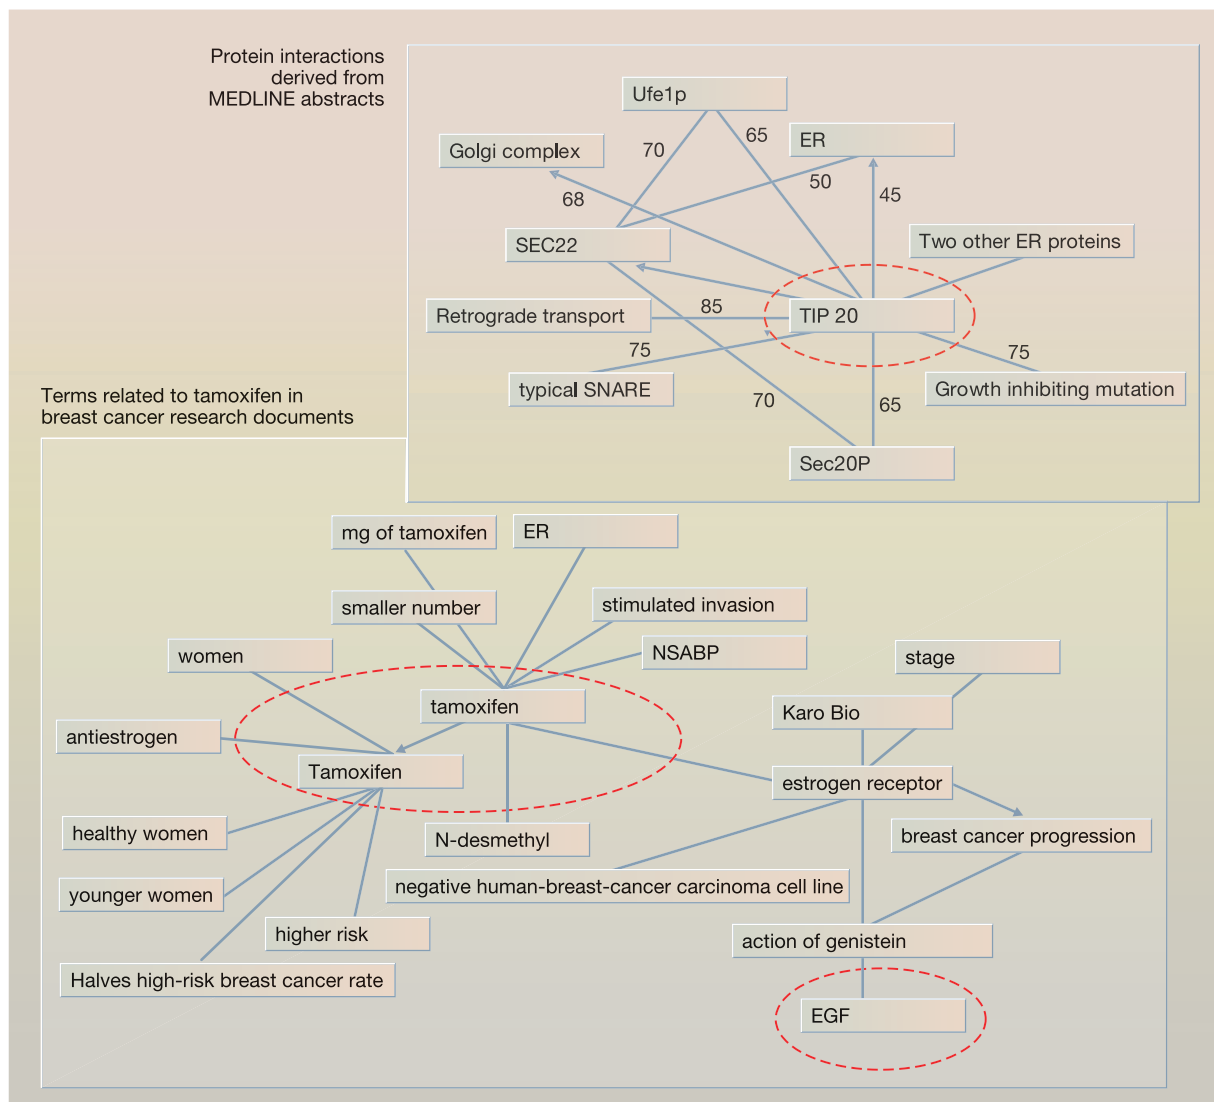 Protein interactions
derived from
MEDLINE abstracts
Ufe1p
ER
Golgi complex
70
65
50
68
45
SEC22
Two other ER proteins
Retrograde transport
85
TIP 20
75
75
typical SNARE
Growth inhibiting mutation
70
65
Sec20P
Terms related to tamoxifen in
breast cancer research documents
mg of tamoxifen
ER
smaller number
stimulated invasion
women
NSABP
stage
tamoxifen
Karo Bio
antiestrogen
Tamoxifen
estrogen receptor
healthy women
N-desmethyl
breast cancer progression
negative human-breast-cancer carcinoma cell line
younger women
higher risk
action of genistein
Halves high-risk breast cancer rate
EGF